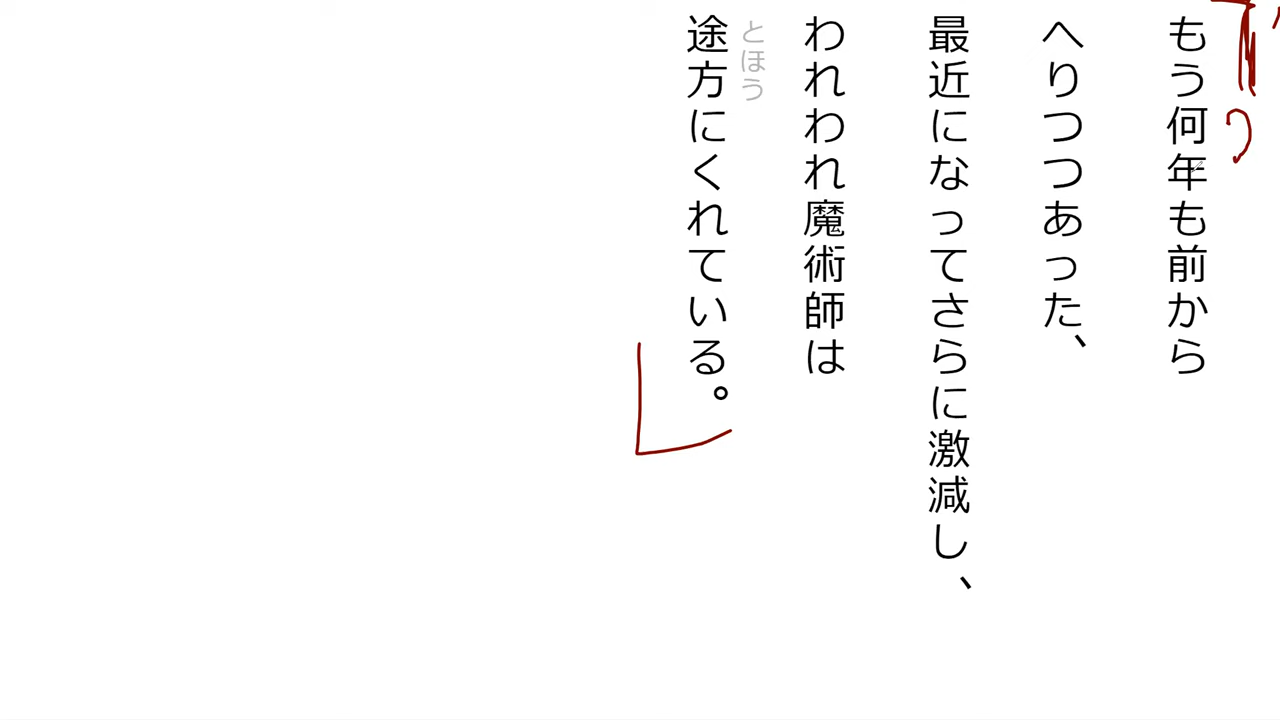 もう何年も前から
へりつつあった、
最近になってさらに激減し、
われわれ魔術師は
とほう
途方にくれている。